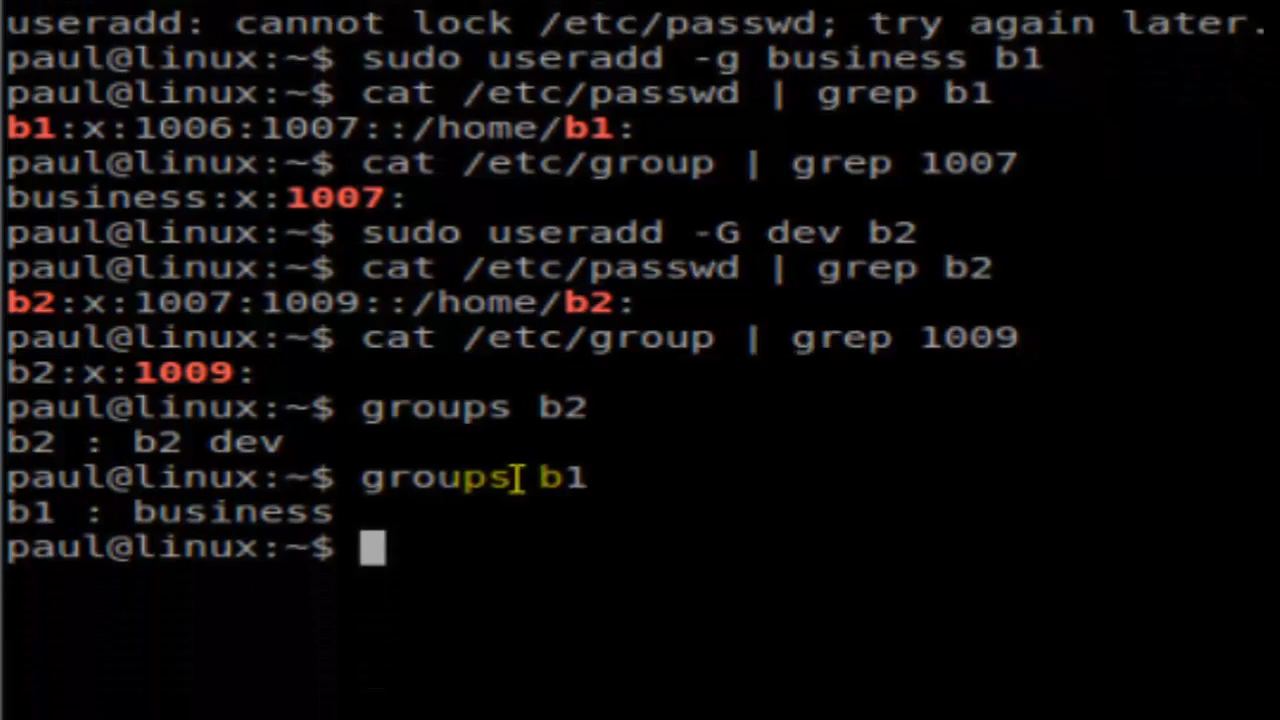 useradd: cannot lock /etc/passwd; try again later.
paul@linux:~$ sudo useradd -g business b1
paul@linux:~$ cat /etc/passwd | grep b1
b1:x:1006:1007::/home/b1:
paul@linux:~$ cat /etc/group | grep 1007
business:x:1007:
paul@linux:~$ sudo useradd -G dev b2
paul@linux:~$ cat /etc/passwd | grep b2
b2:x:1007:1009::/home/b2:
paul@linux:~$ cat /etc/group | grep 1009
b2:x:1009:
paul@linux:~$ groups b2
b2 : b2 dev
paul@linux:~$ groups b1
b1 : business
paul@linux:~$